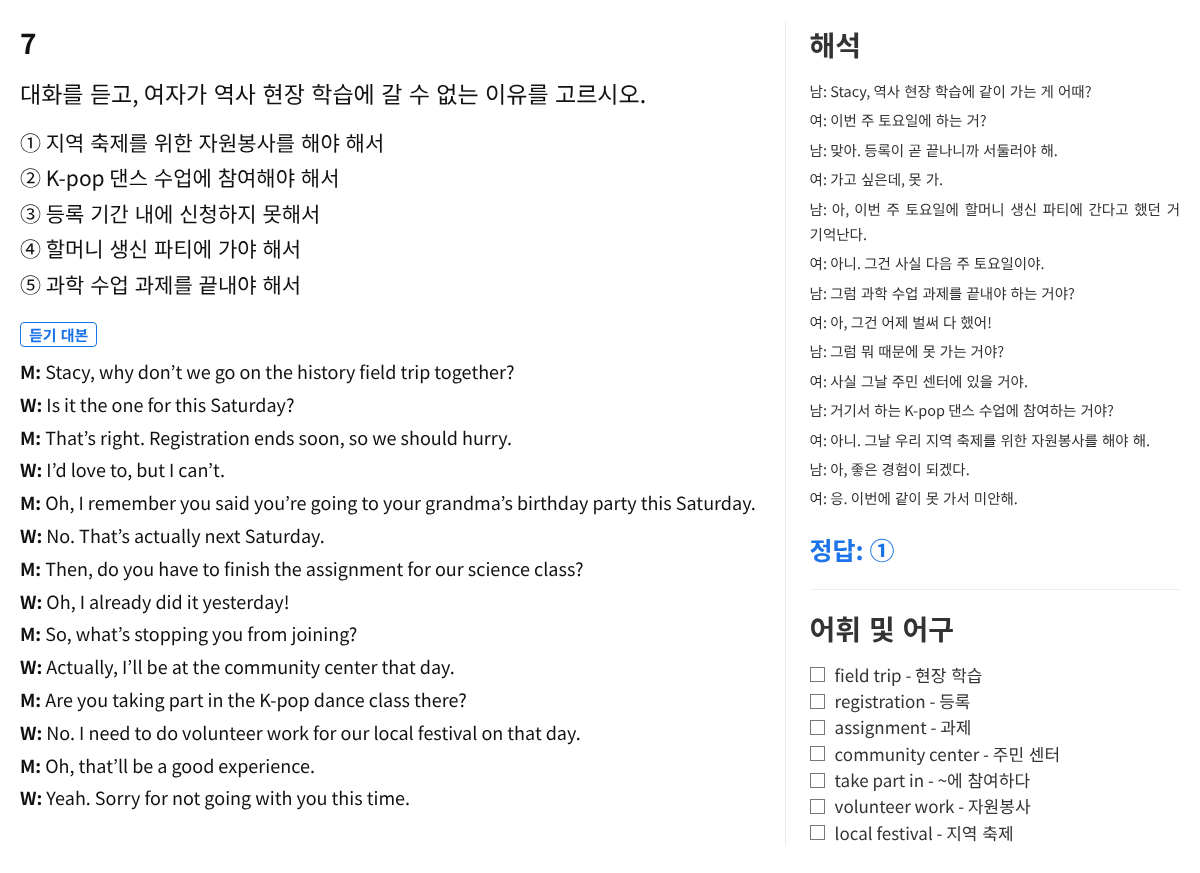 7
대화를 듣고, 여자가 역사 현장 학습에 갈 수 없는 이유를 고르시오.
① 지역 축제를 위한 자원봉사를 해야 해서
② K-pop 댄스 수업에 참여해야 해서
③ 등록 기간 내에 신청하지 못해서
④ 할머니 생신 파티에 가야 해서
⑤ 과학 수업 과제를 끝내야 해서
듣기 대본
M: Stacy, why don’t we go on the history field trip together?
W: Is it the one for this Saturday?
M: That’s right. Registration ends soon, so we should hurry.
W: I’d love to, but I can’t.
M: Oh, I remember you said you’re going to your grandma’s birthday party this Saturday.
W: No. That’s actually next Saturday.
M: Then, do you have to finish the assignment for our science class?
W: Oh, I already did it yesterday!
M: So, what’s stopping you from joining?
W: Actually, I’ll be at the community center that day.
M: Are you taking part in the K-pop dance class there?
W: No. I need to do volunteer work for our local festival on that day.
M: Oh, that’ll be a good experience.
W: Yeah. Sorry for not going with you this time.
해석
남: Stacy, 역사 현장 학습에 같이 가는 게 어때?
여: 이번 주 토요일에 하는 거?
남: 맞아. 등록이 곧 끝나니까 서둘러야 해.
여: 가고 싶은데, 못 가.
남: 아, 이번 주 토요일에 할머니 생신 파티에 간다고 했던 거
기억난다.
여: 아니. 그건 사실 다음 주 토요일이야.
남: 그럼 과학 수업 과제를 끝내야 하는 거야?
여: 아, 그건 어제 벌써 다 했어!
남: 그럼 뭐 때문에 못 가는 거야?
여: 사실 그날 주민 센터에 있을 거야.
남: 거기서 하는 K-pop 댄스 수업에 참여하는 거야?
여: 아니. 그날 우리 지역 축제를 위한 자원봉사를 해야 해.
남: 아, 좋은 경험이 되겠다.
여: 응. 이번에 같이 못 가서 미안해.
정답: ①
어휘 및 어구
field trip - 현장 학습
registration - 등록
assignment - 과제
community center - 주민 센터
take part in - ~에 참여하다
volunteer work - 자원봉사
local festival - 지역 축제